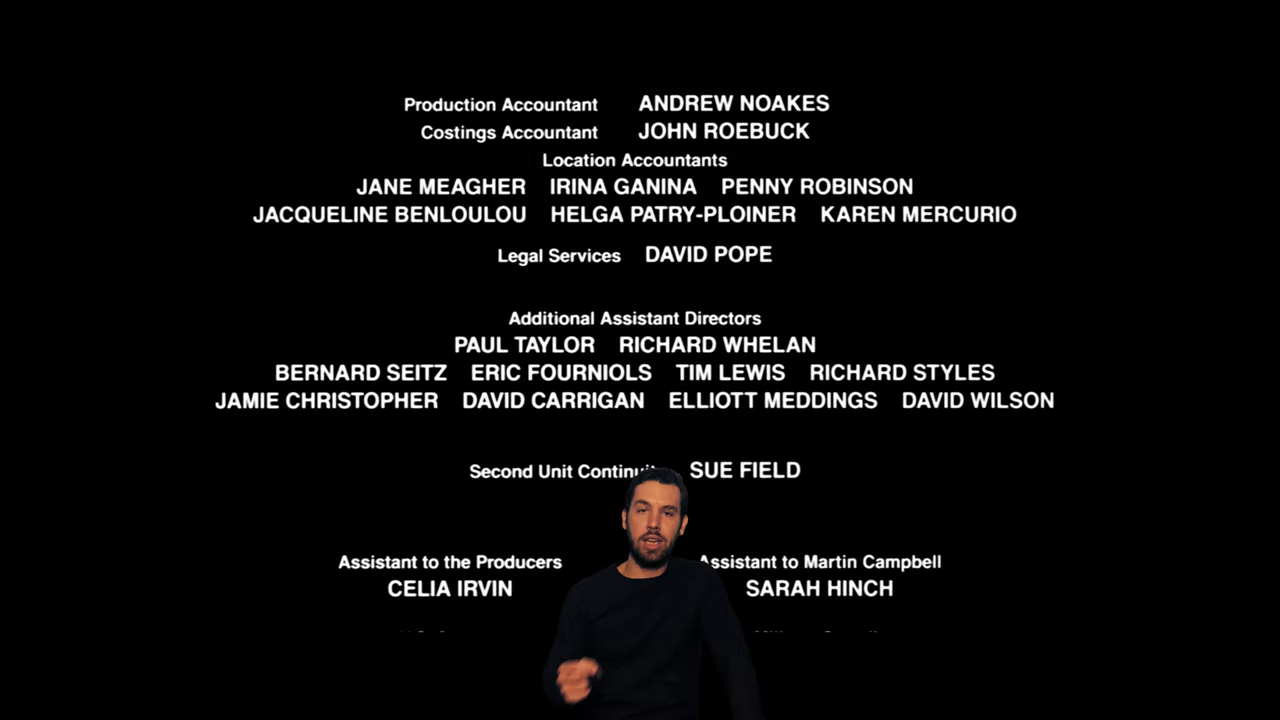 Production Accountant ANDREW NOAKES
Costings Accountant JOHN ROEBUCK
Location Accountants
JANE MEAGHER IRINA GANINA PENNY ROBINSON
JACQUELINE BENLOULOU HELGA PATRY-PLOINER KAREN MERCURIO
Legal Services DAVID POPE
Additional Assistant Directors
PAUL TAYLOR RICHARD WHELAN
BERNARD SEITZ ERIC FOURNIOLS TIM LEWIS RICHARD STYLES
JAMIE CHRISTOPHER DAVID CARRIGAN ELLIOTT MEDDINGS DAVID WILSON
Second Unit SUE FIELD
Assistant to the Producers Assistant to Martin Campbell
CELIA IRVIN SARAH HINCH